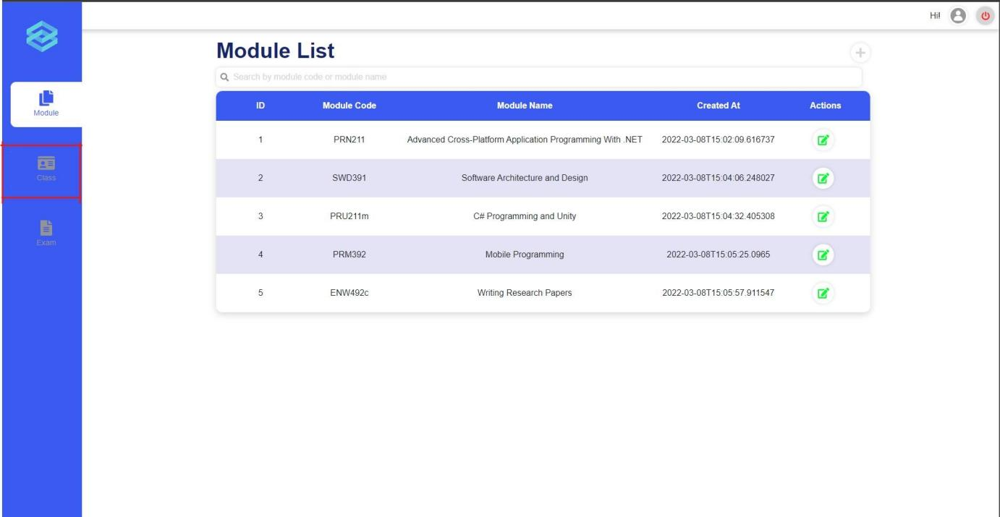 Hi!
Module List
Search by module code or module name
ID Module Code Module Name Created At Actions
Module
1 PRN211 Advanced Cross-Platform Application Programming With .NET 2022-03-08T15:02:09.616737
Class
2 SWD391 Software Architecture and Design 2022-03-08T15:04:06.248027
3 PRU211m C# Programming and Unity 2022-03-08T15:04:32.405308
Exam
4 PRM392 Mobile Programming 2022-03-08T15:05:25.0965
5 ENW492c Writing Research Papers 2022-03-08T15:05:57.911547